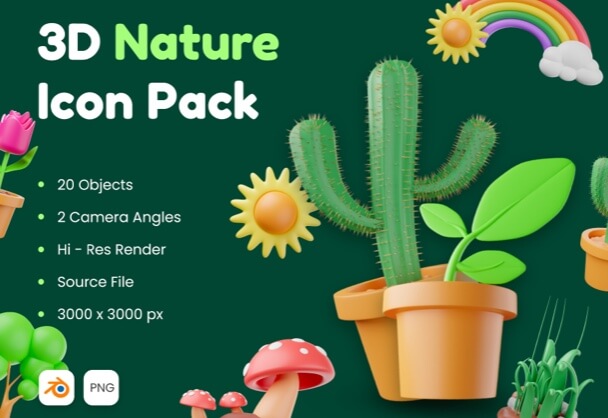 3D Nature
Icon Pack
20 Objects
2 Camera Angles
Hi - Res Render
Source File
3000 x 3000 px
PNG